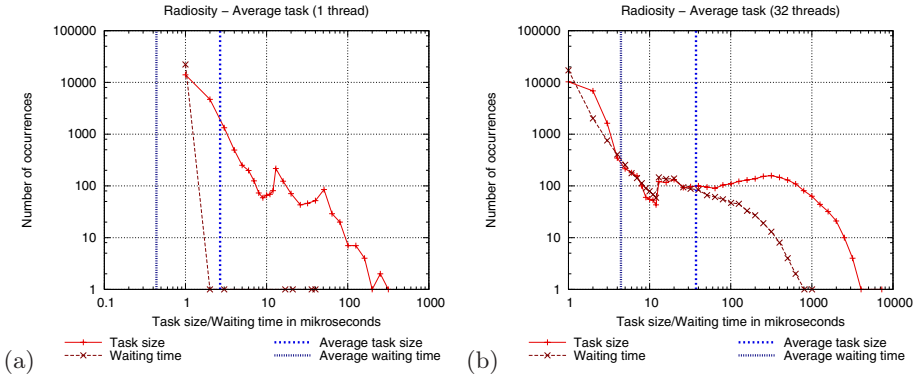 Radiosity − Average task (1 thread)
100000
10000
1000
100
10
1
0.1
1
10
100
1000
Number of occurrences
Task size/Waiting time in mikroseconds
Task size
Waiting time
Average task size
Average waiting time
(a)
Radiosity − Average task (32 threads)
100000
10000
1000
100
10
1
1
10
100
1000
10000
Number of occurrences
Task size/Waiting time in mikroseconds
Task size
Waiting time
Average task size
Average waiting time
(b)